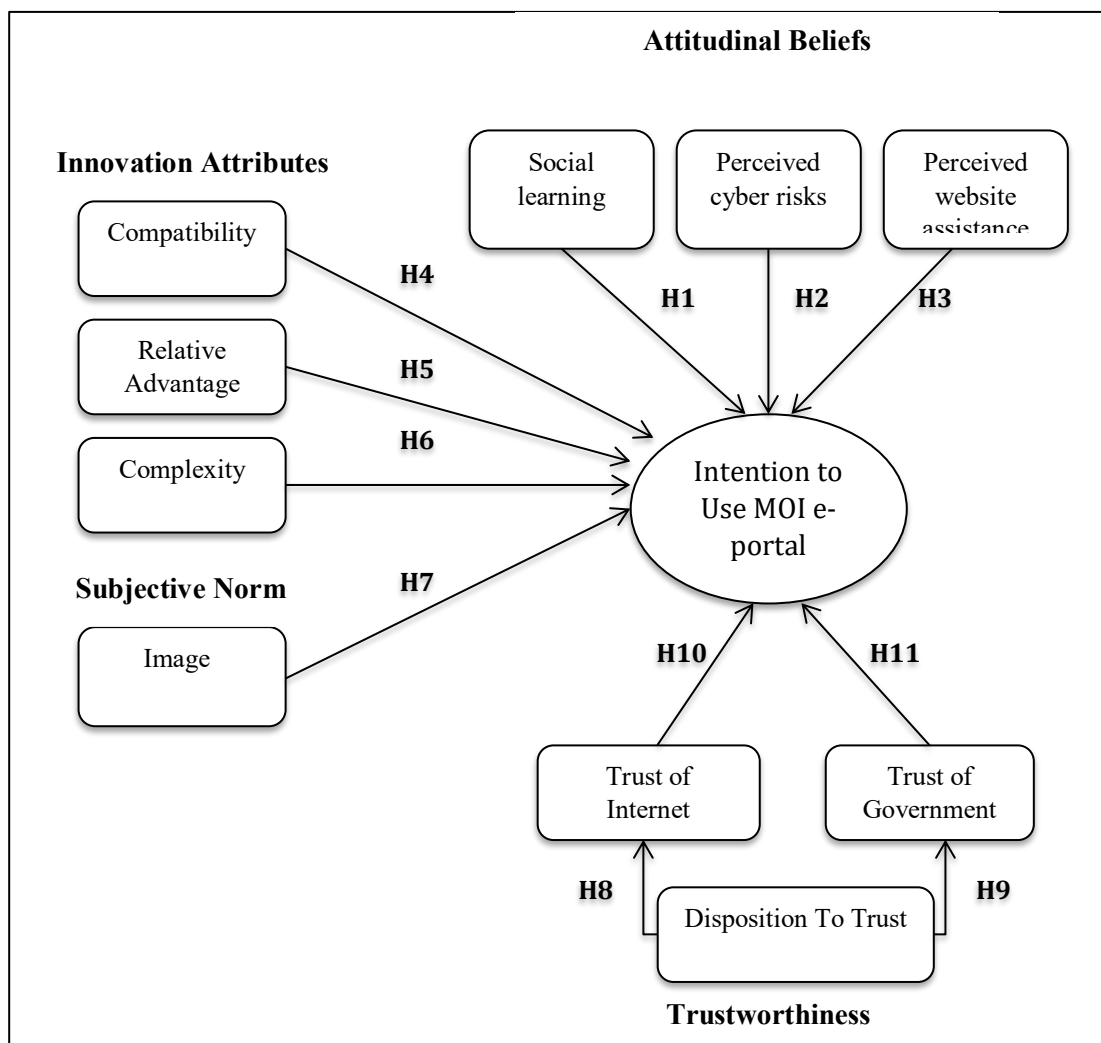 Attitudinal Beliefs
Social
learning
Perceived
cyber risks
Perceived
website
assistance
Innovation Attributes
Compatibility
Relative
Advantage
Complexity
H4
H5
H6
H1
H2
H3
Intention to
Use MOI e-
portal
Subjective Norm
Image
H7
H10
H11
Trust of
Internet
Trust of
Government
H8
H9
Disposition To Trust
Trustworthiness